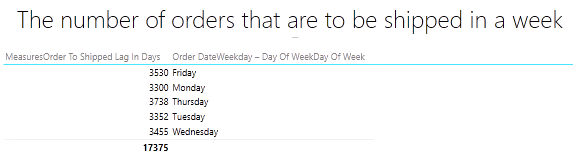 The number of orders that are to be shipped in a week
MeasuresOrder To Shipped Lag In Days Order DateWeekday – Day Of WeekDay Of Week
3530 Friday
3300 Monday
3738 Thursday
3352 Tuesday
3455 Wednesday
17375